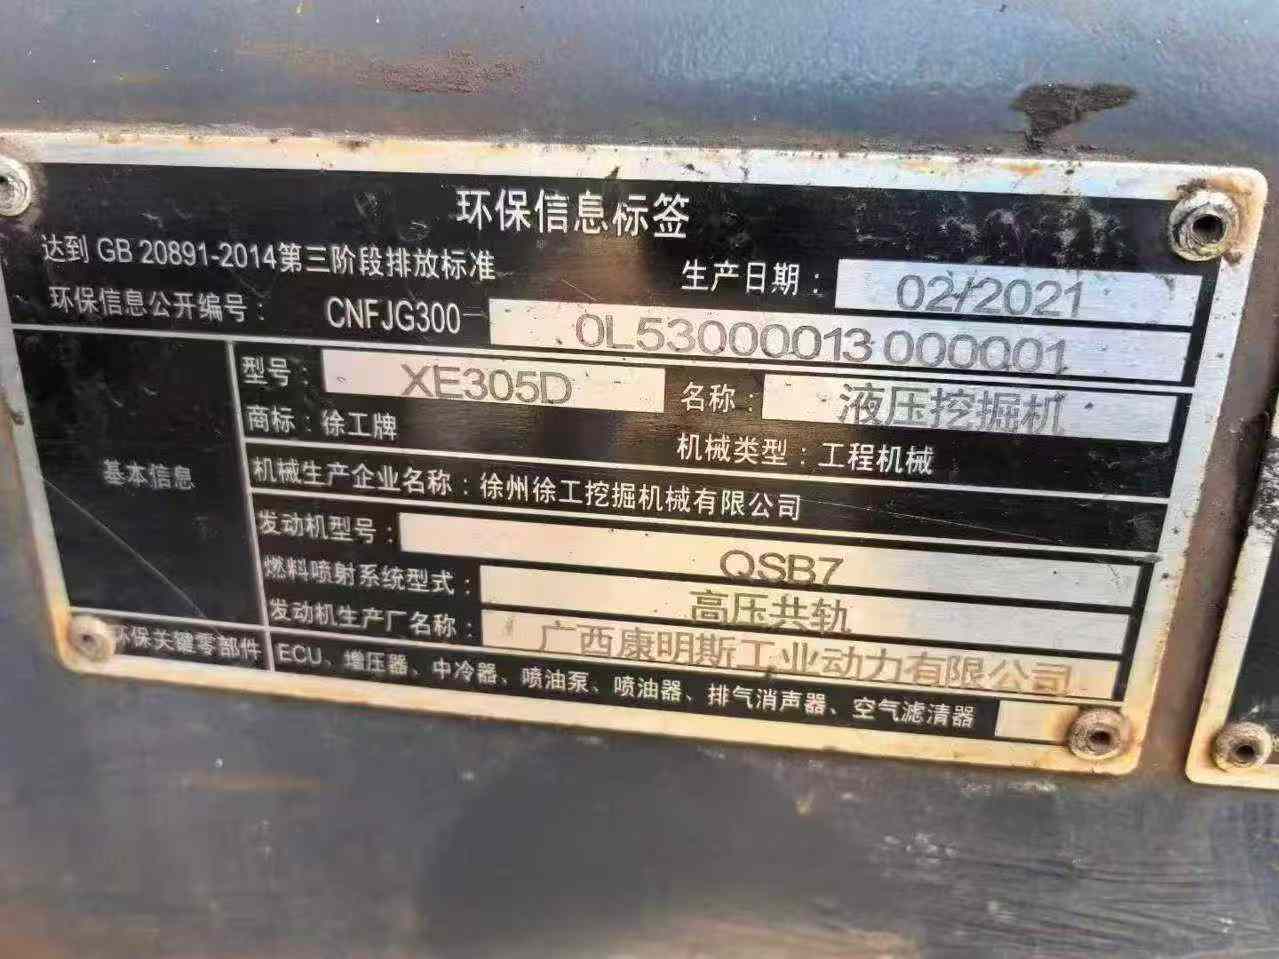 环保信息标签
达到 GB 20891-2014第三阶段排放标准
生产日期：02/2021
环保信息公开编号： CNFJG300-0L53000013 000001
基本信息
型号：XE305D 名称：液压挖掘机
商标：徐工牌 机械类型：工程机械
机械生产企业名称：徐州徐工挖掘机械有限公司
发动机型号：QSB7
燃料喷射系统型式：高压共轨
发动机生产厂名称：广西康明斯工业动力有限公司
环保关键零部件 ECU、增压器、中冷器、喷油泵、喷油器、排气消声器、空气滤清器